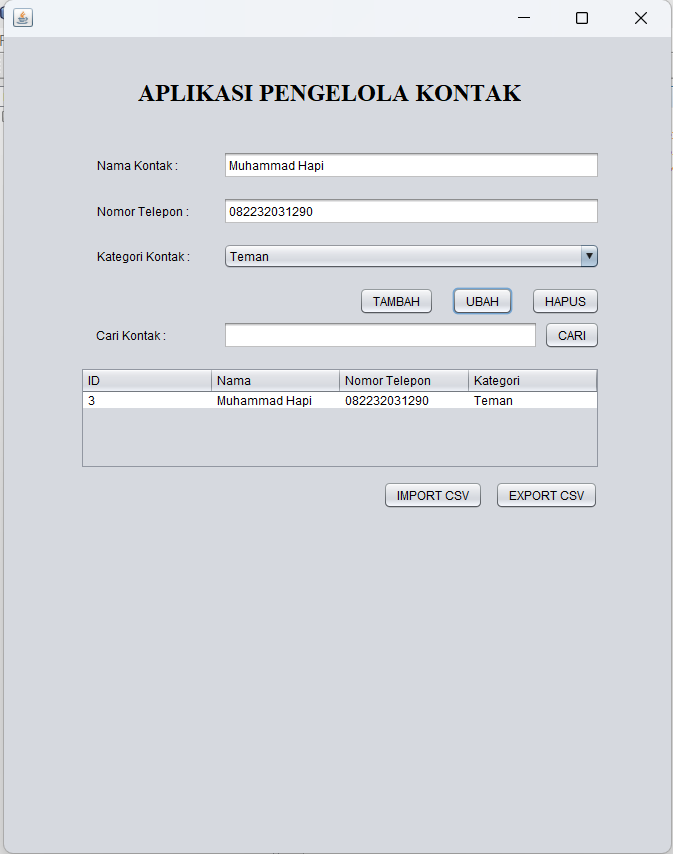 APLIKASI PENGELOLA KONTAK
Nama Kontak : Muhammad Hapi
Nomor Telepon : 082232031290
Kategori Kontak : Teman
TAMBAH UBAH HAPUS
Cari Kontak : CARI
ID Nama Nomor Telepon Kategori
3 Muhammad Hapi 082232031290 Teman
IMPORT CSV EXPORT CSV